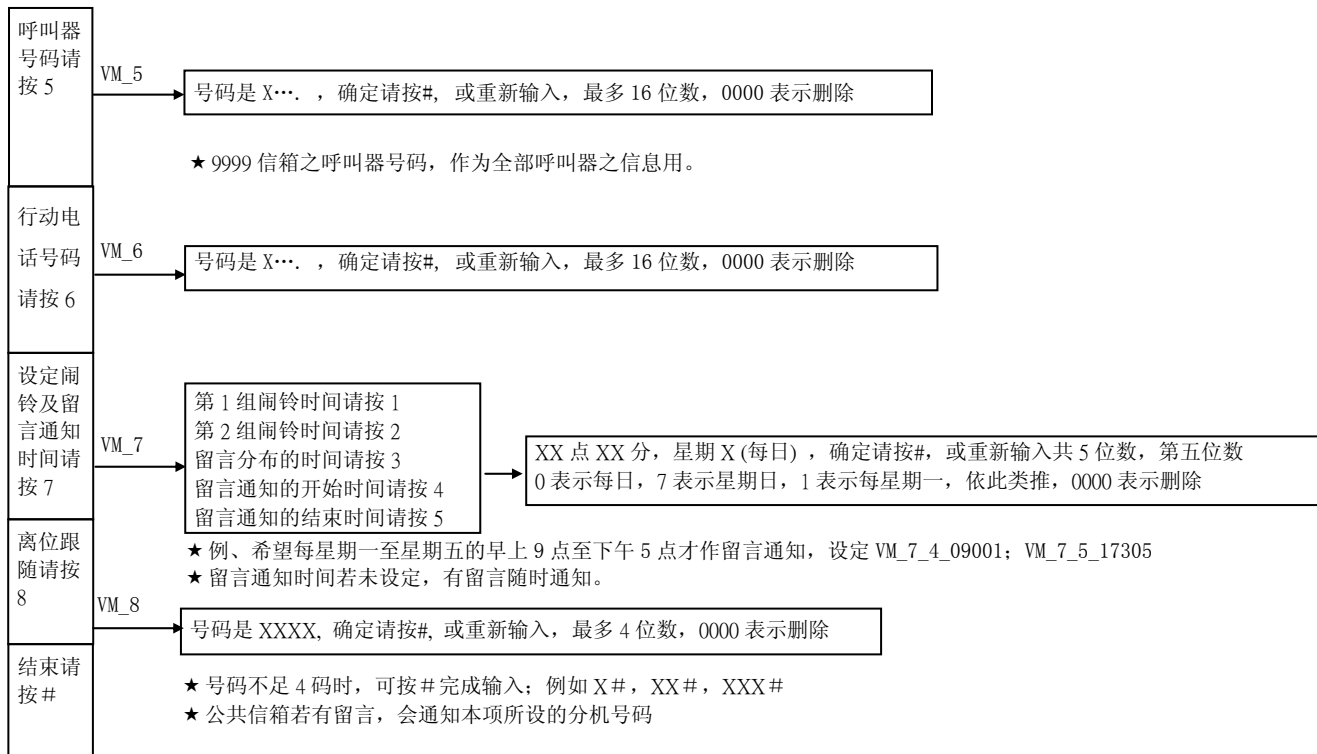 呼叫器
号码请
按 5
VM_5
号码是 X…. ，确定请按#, 或重新输入，最多 16 位数，0000 表示删除
★ 9999 信箱之呼叫器号码，作为全部呼叫器之信息用。
行动电
话号码
请按 6
VM_6
号码是 X…. ，确定请按#, 或重新输入，最多 16 位数，0000 表示删除
设定闹
铃及留
言通知
时间请
按 7
VM_7
第 1 组闹铃时间请按 1
第 2 组闹铃时间请按 2
留言分布的时间请按 3
留言通知的开始时间请按 4
留言通知的结束时间请按 5
XX 点 XX 分，星期 X (每日) ，确定请按#，或重新输入共 5 位数，第五位数
0 表示每日，7 表示星期日，1 表示每星期一，依此类推，0000 表示删除
★ 例、希望每星期一至星期五的早上 9 点至下午 5 点才作留言通知，设定 VM_7_4_09001；VM_7_5_17305
★ 留言通知时间若未设定，有留言随时通知。
离位跟
随请按
8
VM_8
号码是 XXXX, 确定请按#, 或重新输入，最多 4 位数，0000 表示删除
★ 号码不足 4 码时，可按＃完成输入；例如 X＃，XX＃，XXX＃
★ 公共信箱若有留言，会通知本项所设的分机号码
结束请
按＃